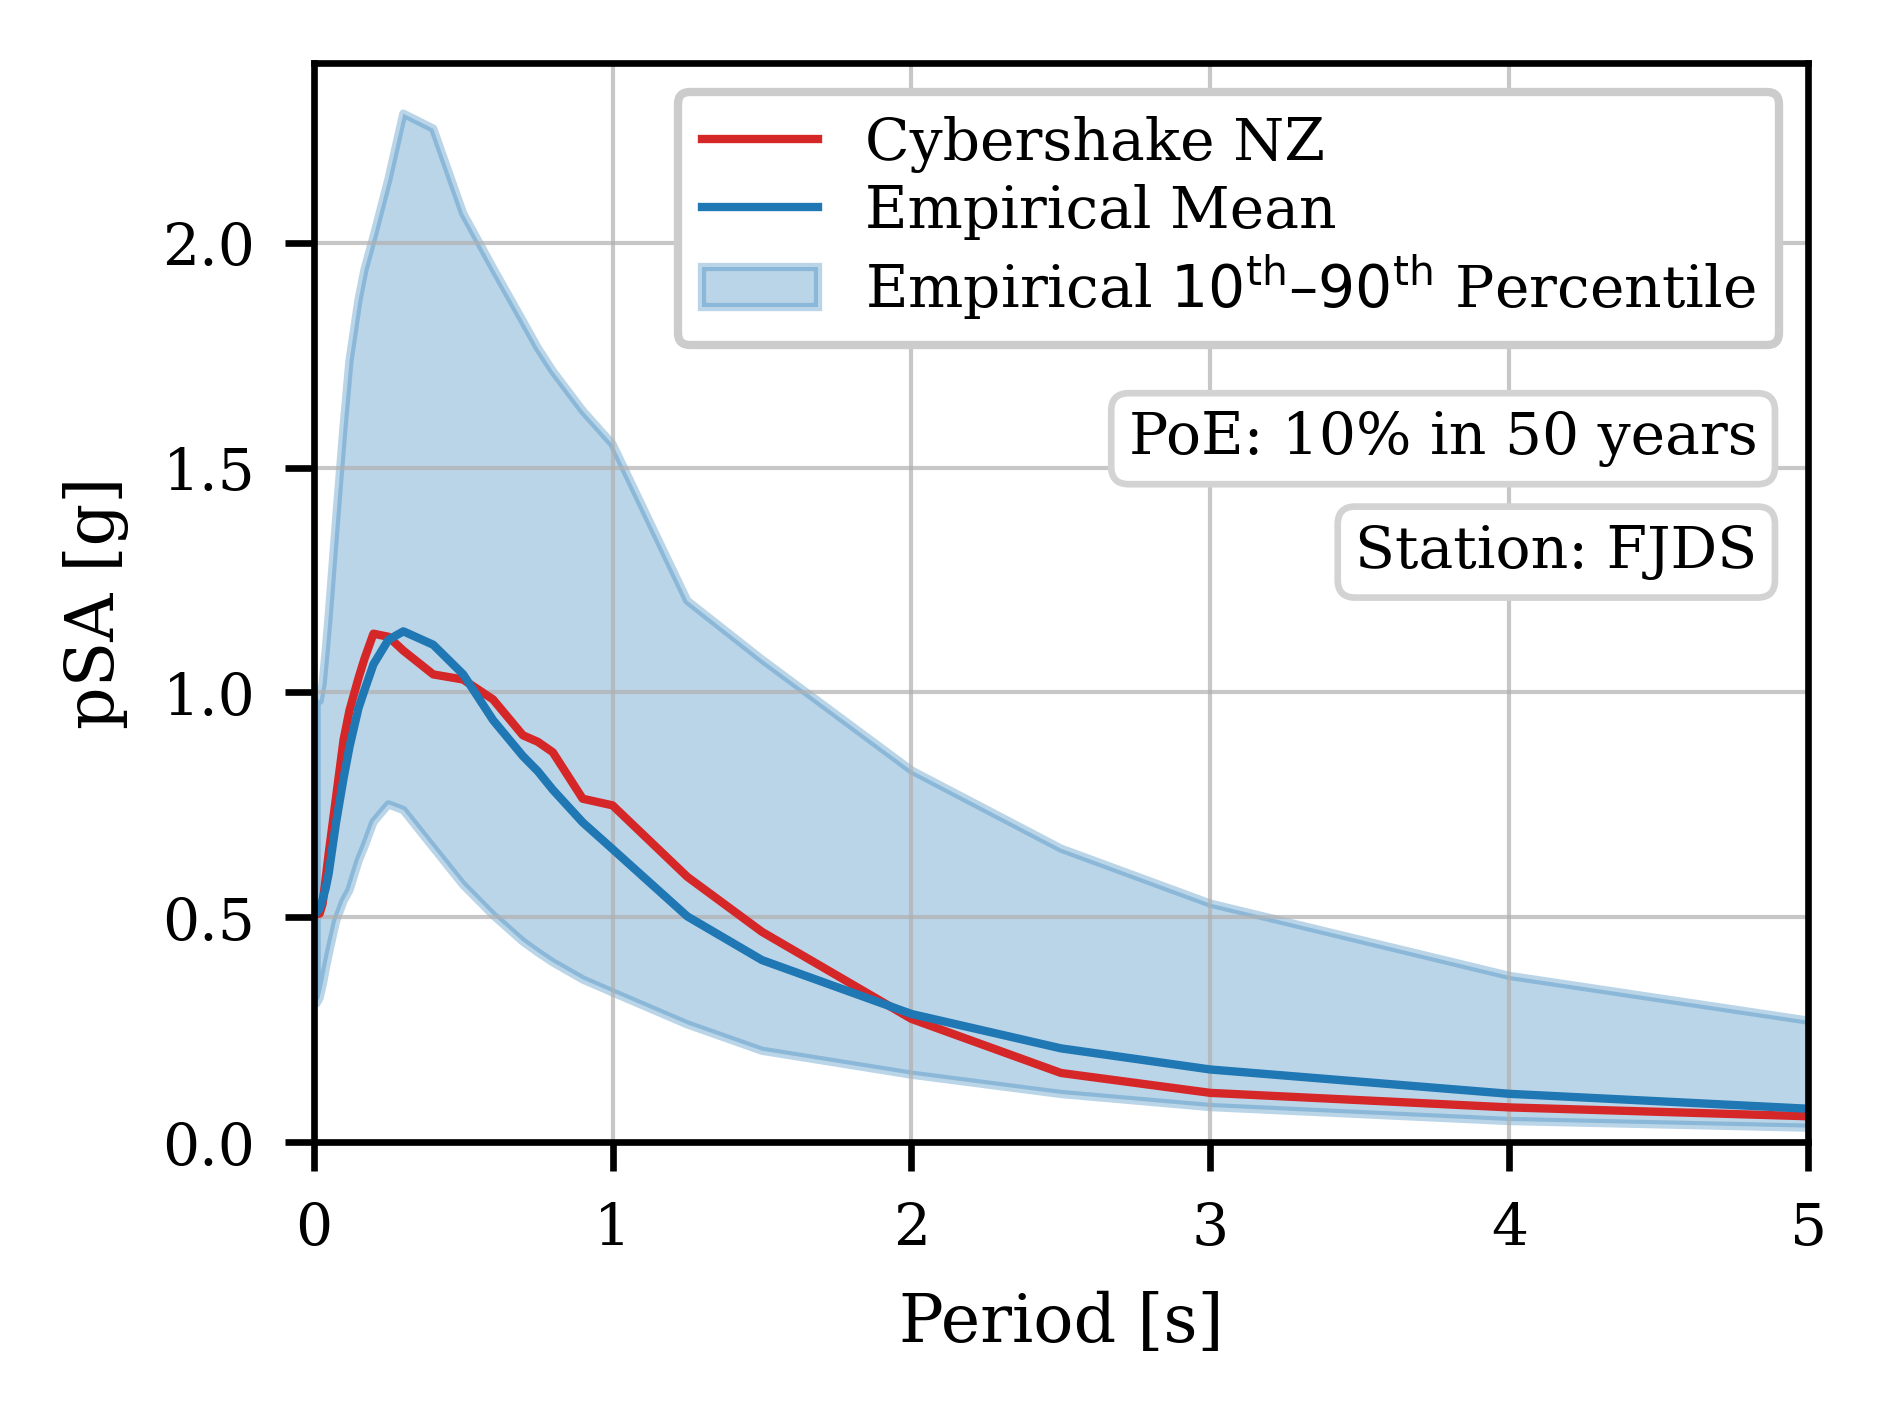 Cybershake NZ
Empirical Mean
Empirical 10th–90th Percentile
PoE: 10% in 50 years
Station: FJDS
pSA [g]
2.0
1.5
1.0
0.5
0.0
0 1 2 3 4 5
Period [s]